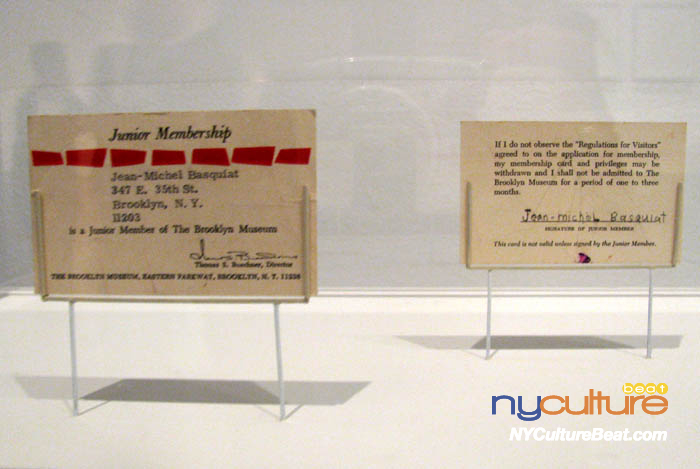 Junior Membership
Jean-Michel Basquiat
347 E. 35th St.
Brooklyn, N. Y.
11203
is a Junior Member of The Brooklyn Museum
Thomas S. Buechner, Director
THE BROOKLYN MUSEUM, EASTERN PARKWAY, BROOKLYN, N. Y. 11238
If I do not observe the "Regulations for Visitors"
agreed to on the application for membership,
my membership card and privileges may be
withdrawn and I shall not be admitted to The
Brooklyn Museum for a period of one to three
months.
Jean-michel Basquiat
SIGNATURE OF JUNIOR MEMBER
This card is not valid unless signed by the Junior Member.
nyculture
beat
NYCultureBeat.com